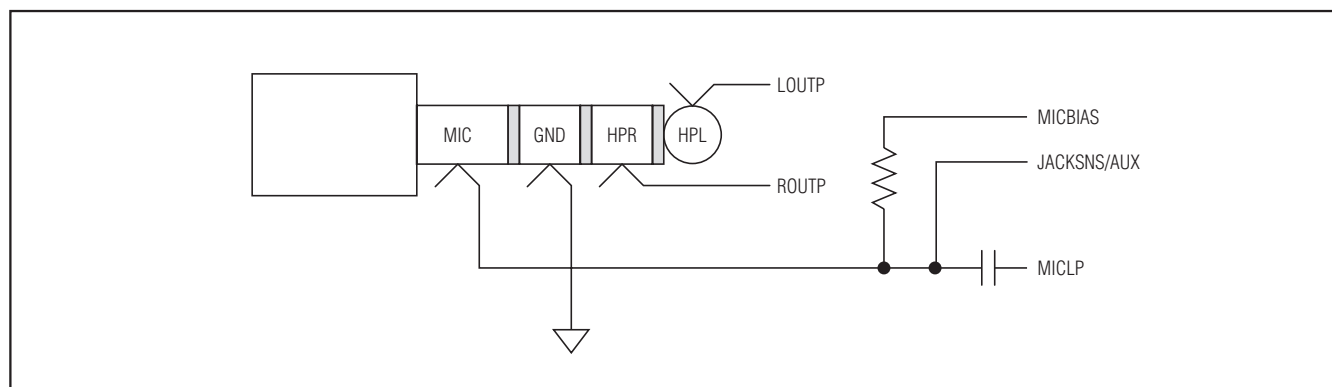 LOUTP
MIC GND HPR HPL
ROUTP
MICBIAS
JACKSNS/AUX
MICLP